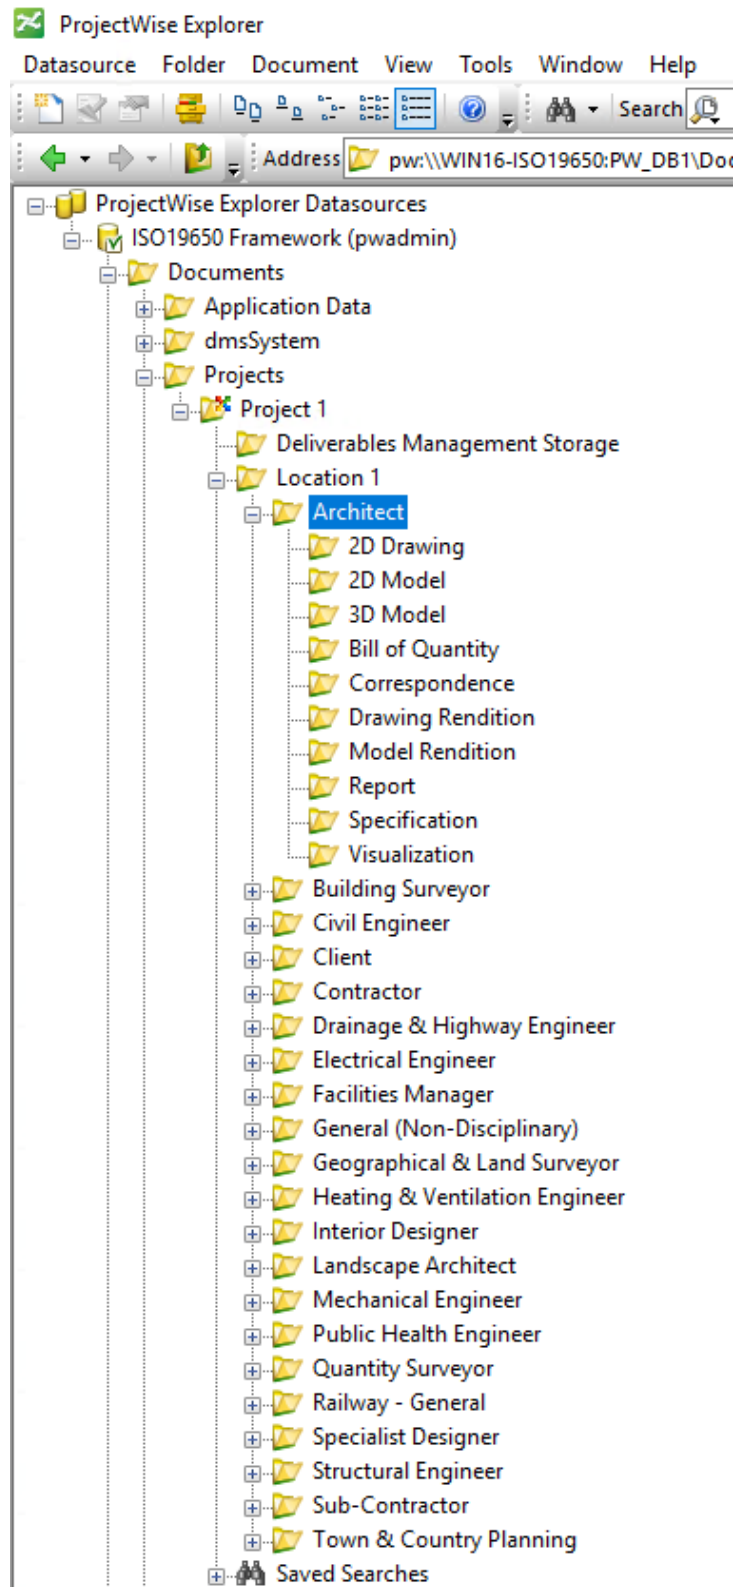 ProjectWise Explorer
Datasource Folder Document View Tools Window Help
Search
Address pw:\\WIN16-ISO19650:PW_DB1\Doc
ProjectWise Explorer Datasources
ISO19650 Framework (pwadmin)
Documents
Application Data
dmsSystem
Projects
Project 1
Deliverables Management Storage
Location 1
Architect
2D Drawing
2D Model
3D Model
Bill of Quantity
Correspondence
Drawing Rendition
Model Rendition
Report
Specification
Visualization
Building Surveyor
Civil Engineer
Client
Contractor
Drainage & Highway Engineer
Electrical Engineer
Facilities Manager
General (Non-Disciplinary)
Geographical & Land Surveyor
Heating & Ventilation Engineer
Interior Designer
Landscape Architect
Mechanical Engineer
Public Health Engineer
Quantity Surveyor
Railway - General
Specialist Designer
Structural Engineer
Sub-Contractor
Town & Country Planning
Saved Searches